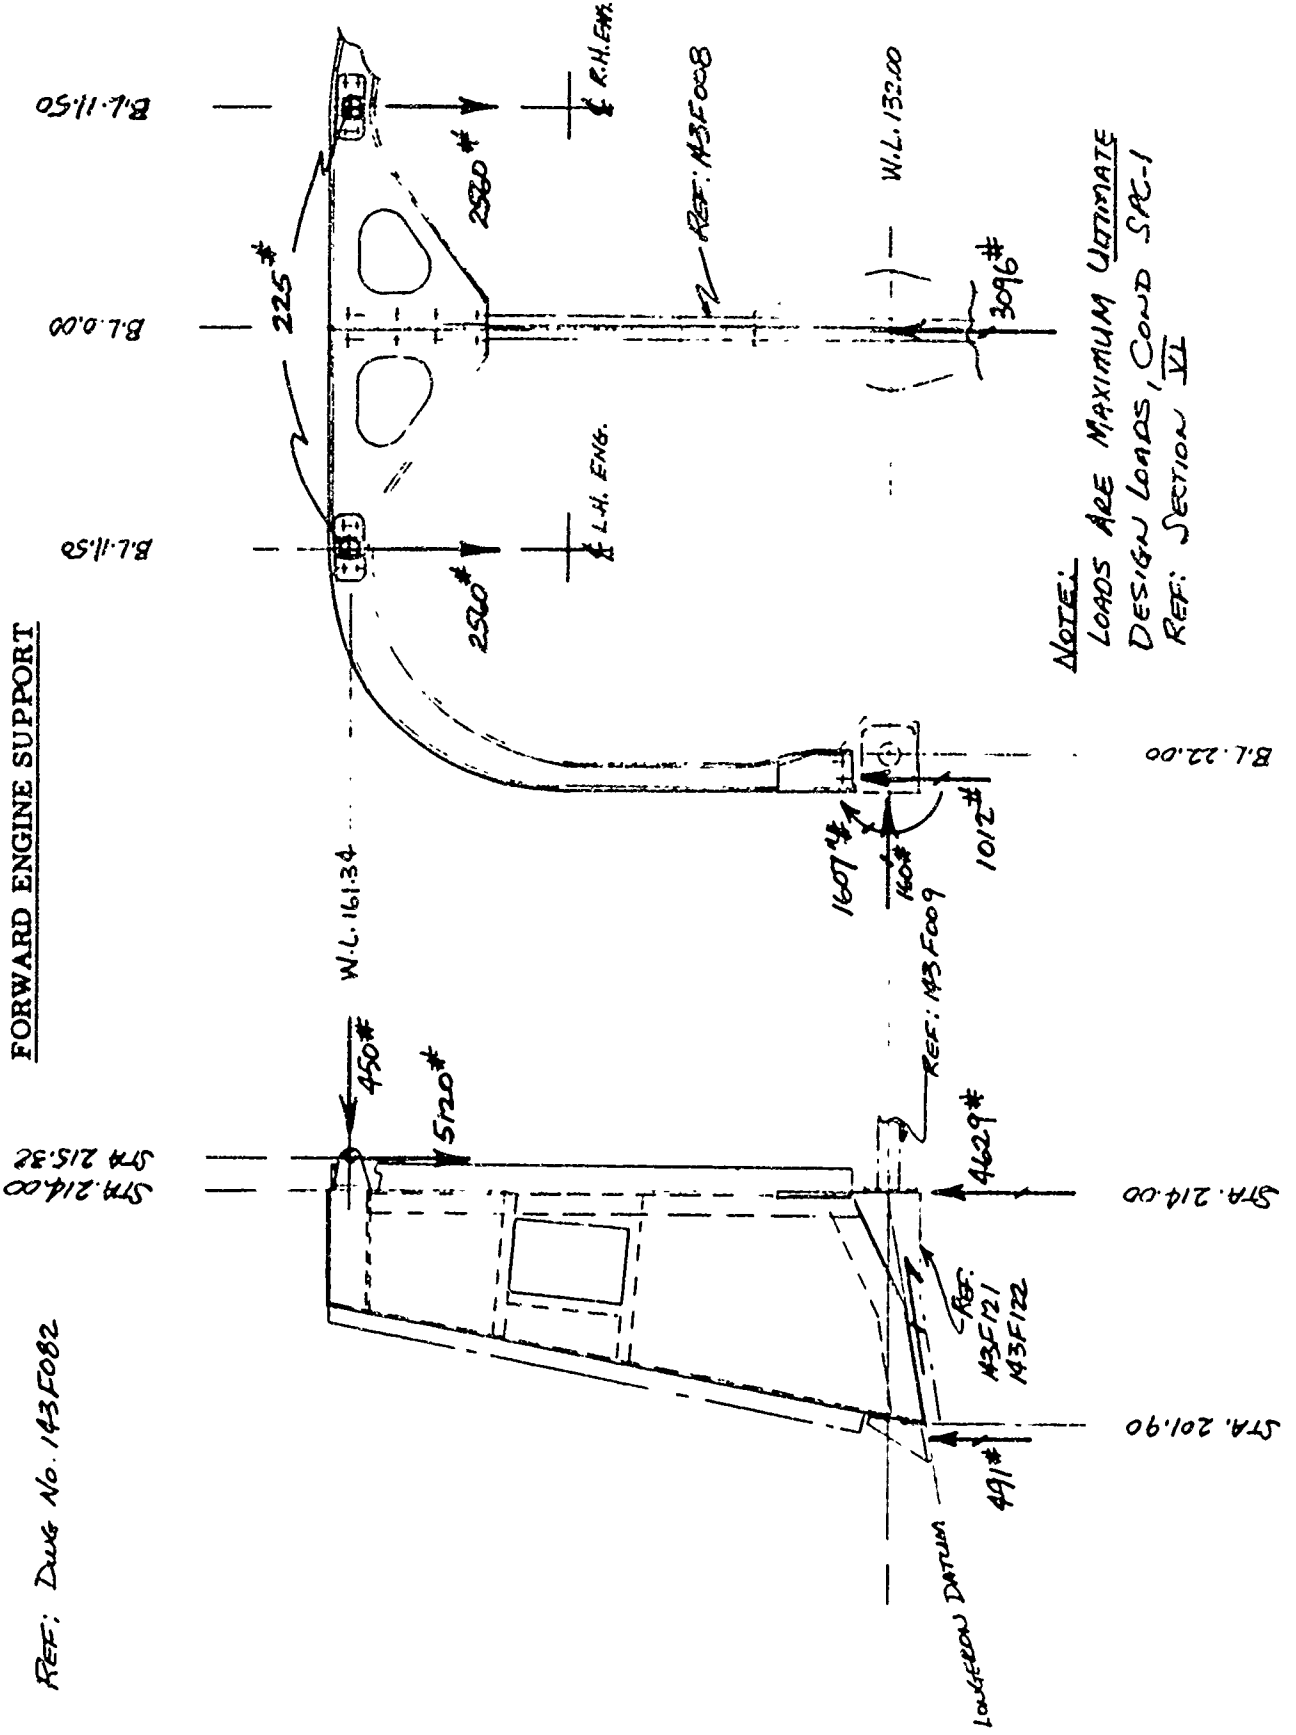 FORWARD ENGINE SUPPORT
REF: DWG No. 143F082
STA. 214.00
STA 215.38
W.L. 161.34
450#
5120#
B.L. 11.50
B.L. 0.00
B.L. 11.50
225#
2560#
2560#
℄ L.H. ENG.
℄ R.H. ENG.
REF: 143F008
W.L. 132.00
3096#
1607"#
160#
1012#
B.L. 22.00
REF: 143F009
4629#
STA. 214.00
REF:
143F121
143F122
491#
STA. 201.90
LONGERON DATUM
NOTE:
LOADS ARE MAXIMUM ULTIMATE
DESIGN LOADS, COND SPC-1
REF: SECTION VI